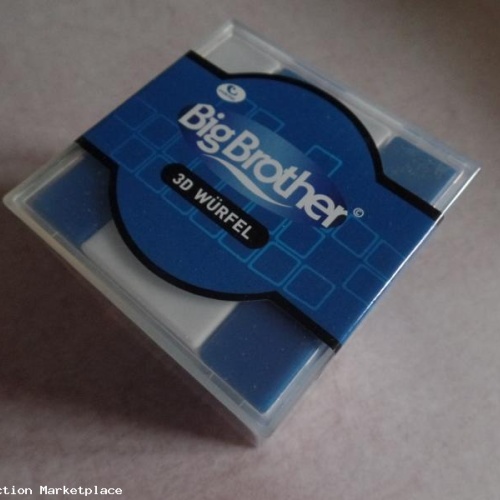 Big Brother ©
3D WÜRFEL
ction Marketplace